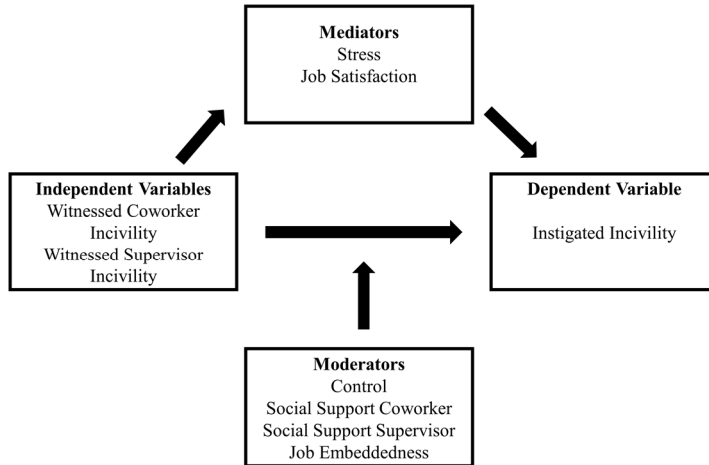 Mediators
Stress
Job Satisfaction
Independent Variables
Witnessed Coworker
Incivility
Witnessed Supervisor
Incivility
Dependent Variable
Instigated Incivility
Moderators
Control
Social Support Coworker
Social Support Supervisor
Job Embeddedness